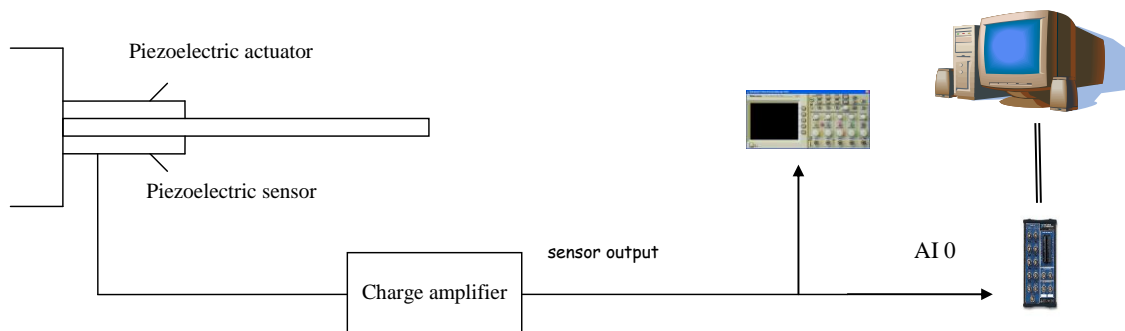 Piezoelectric actuator
Piezoelectric sensor
sensor output
AI 0
Charge amplifier